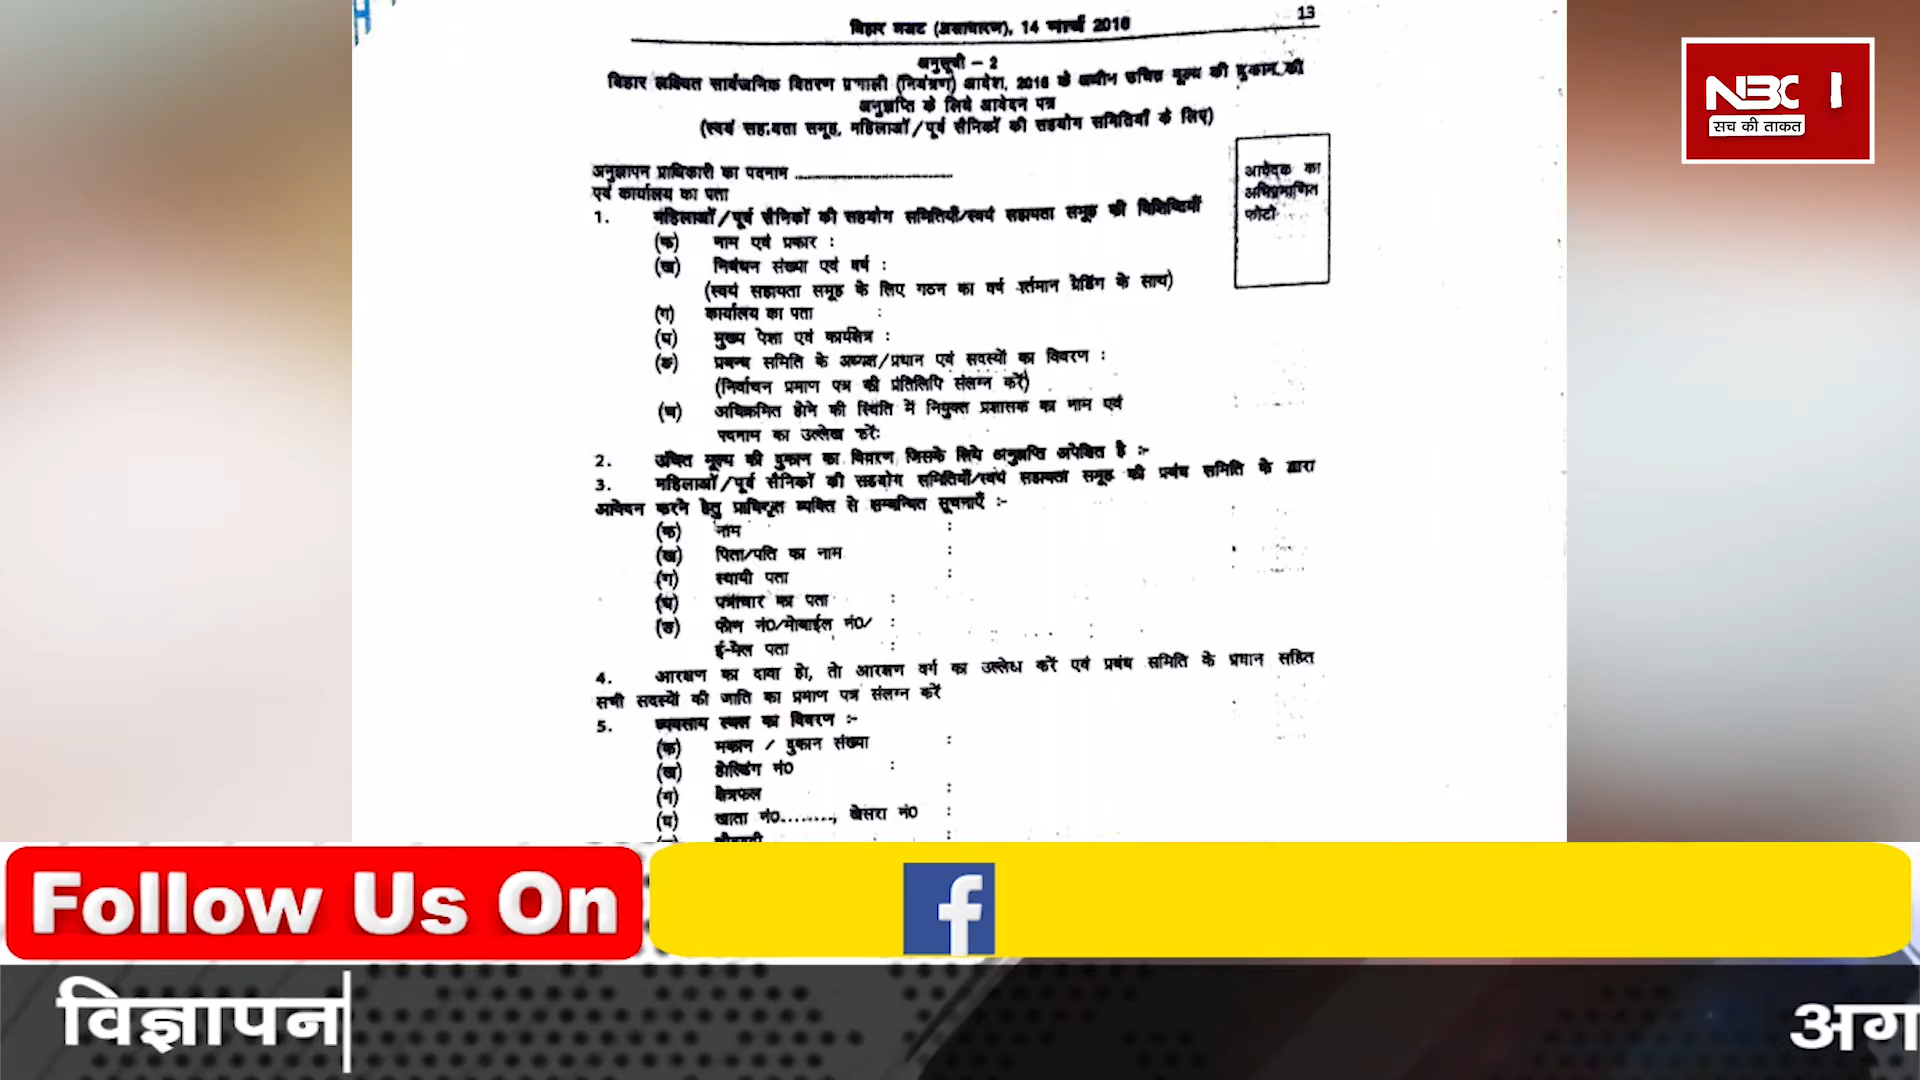 बिहार गजट (असाधारण), 14 मार्च 2016
13
अनुसूची – 2
बिहार लक्षित सार्वजनिक वितरण प्रणाली (नियंत्रण) आदेश, 2016 के अधीन उचित मूल्य की दुकान की
अनुज्ञप्ति के लिये आवेदन पत्र
(स्वयं सहायता समूह, महिलाओं/पूर्व सैनिकों की सहयोग समितियों के लिए)
आवेदक का
अभिप्रमाणित
फोटो
अनुज्ञापन प्राधिकारी का पदनाम ........................
एवं कार्यालय का पता
1. महिलाओं/पूर्व सैनिकों की सहयोग समितियाँ/स्वयं सहायता समूह की विशिष्टियाँ
(क) नाम एवं प्रकार :
(ख) निबंधन संख्या एवं वर्ष :
(स्वयं सहायता समूह के लिए गठन का वर्ष वर्तमान ग्रेडिंग के साथ)
(ग) कार्यालय का पता :
(घ) मुख्य पेशा एवं कार्यक्षेत्र :
(ङ) प्रबन्ध समिति के अध्यक्ष/प्रधान एवं सदस्यों का विवरण :
(निर्वाचन प्रमाण पत्र की प्रतिलिपि संलग्न करें)
(च) अधिक्रमित होने की स्थिति में नियुक्त प्रशासक का नाम एवं
पदनाम का उल्लेख करें:
2. उचित मूल्य की दुकान का विवरण जिसके लिये अनुज्ञप्ति अपेक्षित है :-
3. महिलाओं/पूर्व सैनिकों की सहयोग समितियाँ/स्वयं सहायता समूह की प्रबंध समिति के द्वारा
आवेदन करने हेतु प्राधिकृत व्यक्ति से सम्बन्धित सूचनाएँ :-
(क) नाम :
(ख) पिता/पति का नाम :
(ग) स्थायी पता :
(घ) पत्राचार का पता :
(ङ) फोन नं0/मोबाईल नं0/ :
ई-मेल पता :
4. आरक्षण का दावा हो, तो आरक्षण वर्ग का उल्लेख करें एवं प्रबंध समिति के प्रधान सहित
सभी सदस्यों की जाति का प्रमाण पत्र संलग्न करें
5. व्यवसाय स्थल का विवरण :-
(क) मकान / दुकान संख्या :
(ख) होल्डिंग नं0 :
(ग) क्षेत्रफल :
(घ) खाता नं0........, खेसरा नं0 :
NBC
सच की ताकत
Follow Us On
f
विज्ञापन
अग